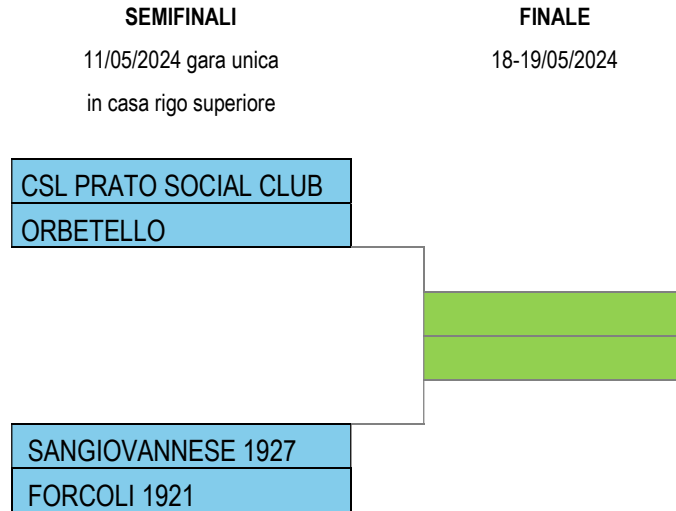 SEMIFINALI
FINALE
11/05/2024 gara unica
18-19/05/2024
in casa rigo superiore
CSL PRATO SOCIAL CLUB
ORBETELLO
SANGIOVANNESE 1927
FORCOLI 1921